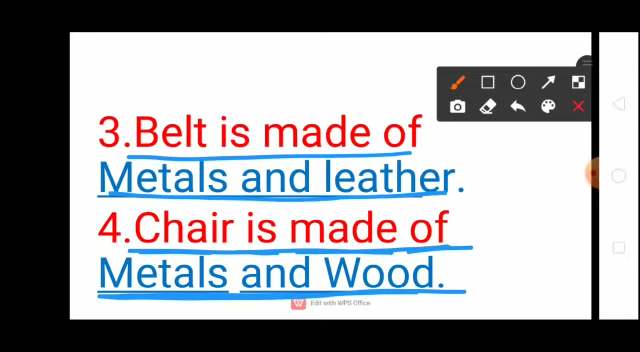 3.Belt is made of
Metals and leather.
4.Chair is made of
Metals and Wood.
Edit with WPS Office